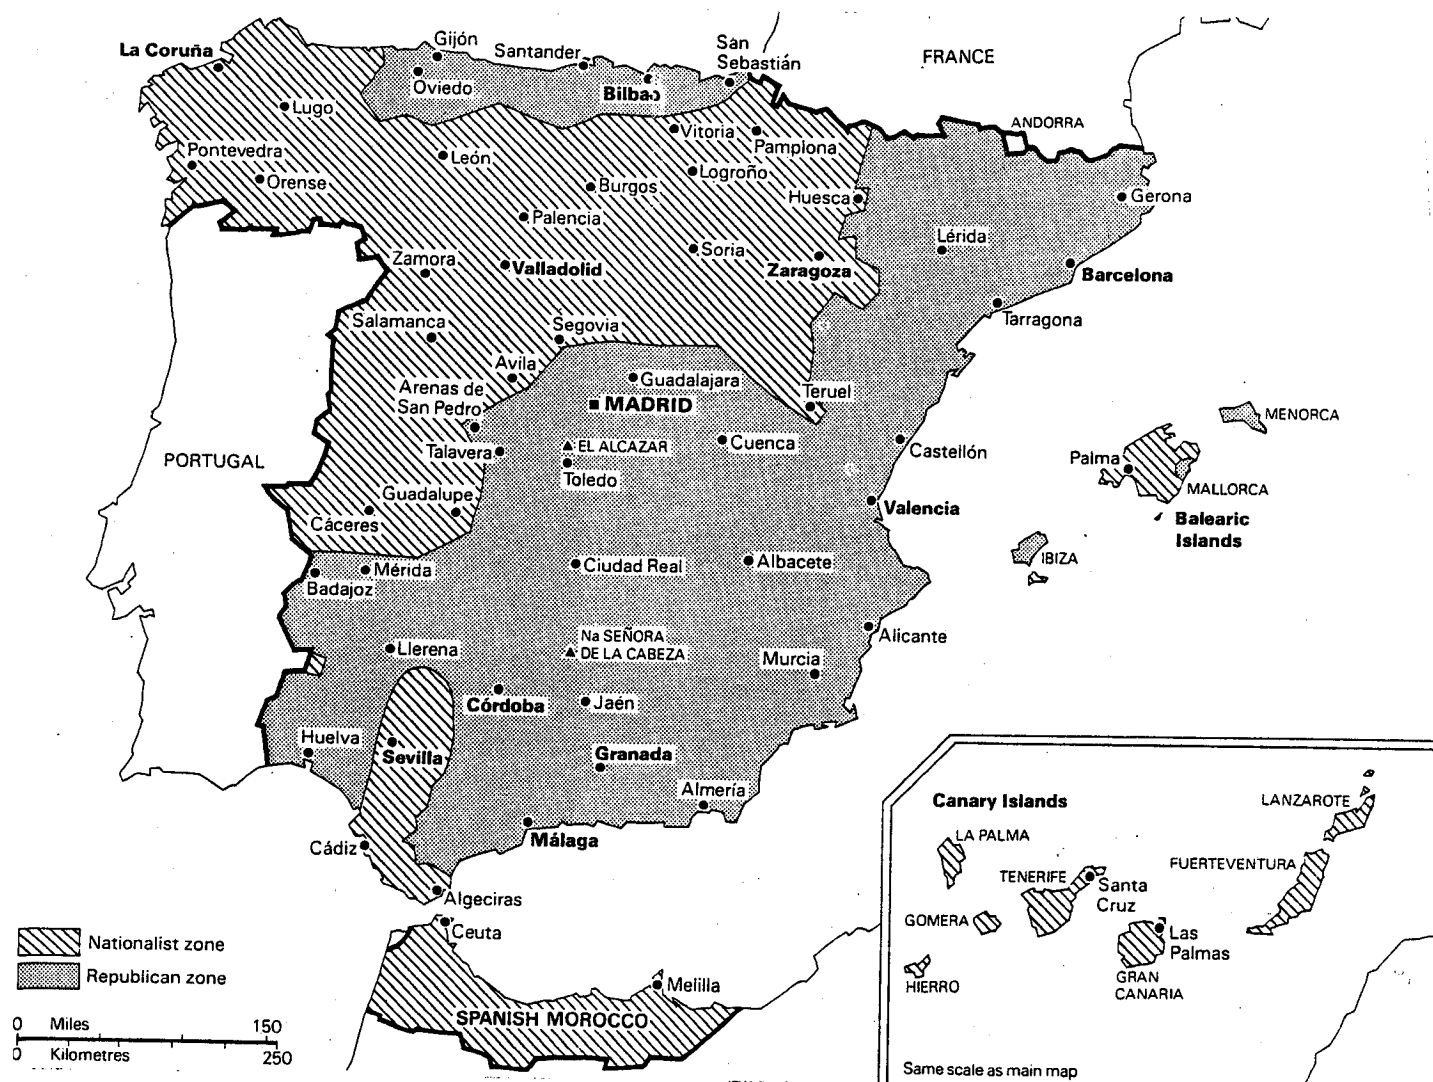 La Coruña
Gijón
Santander
San
Sebastián
FRANCE
Oviedo
Bilbao
Lugo
ANDORRA
Vitoria
Pamplona
Pontevedra
León
Logroño
Orense
Burgos
Huesca
Gerona
Palencia
Lérida
Zamora
Valladolid
Soria
Zaragoza
Barcelona
Salamanca
Segovia
Tarragona
Avila
Guadalajara
Arenas de
San Pedro
MADRID
Teruel
MENORCA
PORTUGAL
Talavera
EL ALCAZAR
Cuenca
Castellón
Palma
Toledo
MALLORCA
Guadalupe
Cáceres
Valencia
Balearic
Islands
IBIZA
Mérida
Badajoz
Ciudad Real
Albacete
Na SEÑORA
DE LA CABEZA
Llerena
Murcia
Alicante
Córdoba
Jaén
Huelva
Sevilla
Granada
Almería
Málaga
Cádiz
Algeciras
Ceuta
Melilla
SPANISH MOROCCO
Canary Islands
LANZAROTE
LA PALMA
FUERTEVENTURA
TENERIFE
Santa
Cruz
GOMERA
Las
Palmas
HIERRO
GRAN
CANARIA
Same scale as main map
Nationalist zone
Republican zone
0 Miles 150
0 Kilometres 250